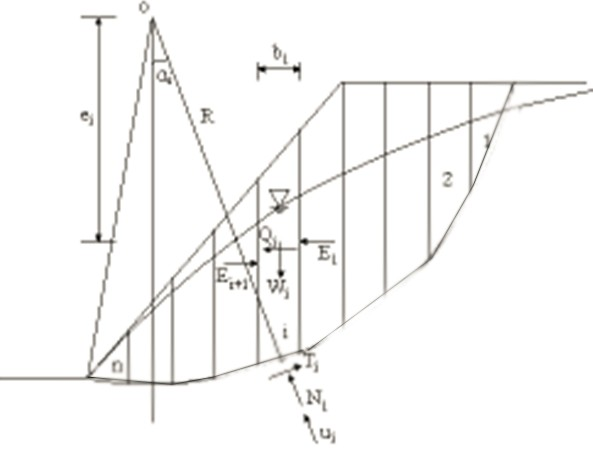 o
b_i
α_i
e_i
R
1
2
Q_i
E_i
E_{i+1}
W_i
i
n
T_i
N_i
u_i